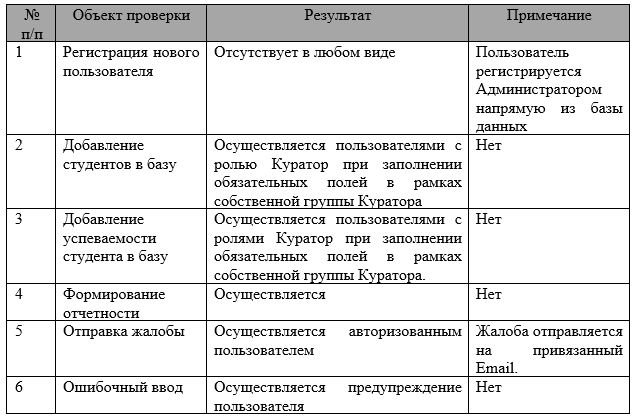 № п/п Объект проверки Результат Примечание
1 Регистрация нового пользователя Отсутствует в любом виде Пользователь регистрируется Администратором напрямую из базы данных
2 Добавление студентов в базу Осуществляется пользователями с ролью Куратор при заполнении обязательных полей в рамках собственной группы Куратора Нет
3 Добавление успеваемости студента в базу Осуществляется пользователями с ролями Куратор при заполнении обязательных полей в рамках собственной группы Куратора. Нет
4 Формирование отчетности Осуществляется Нет
5 Отправка жалобы Осуществляется авторизованным пользователем Жалоба отправляется на привязанный Email.
6 Ошибочный ввод Осуществляется предупреждение пользователя Нет